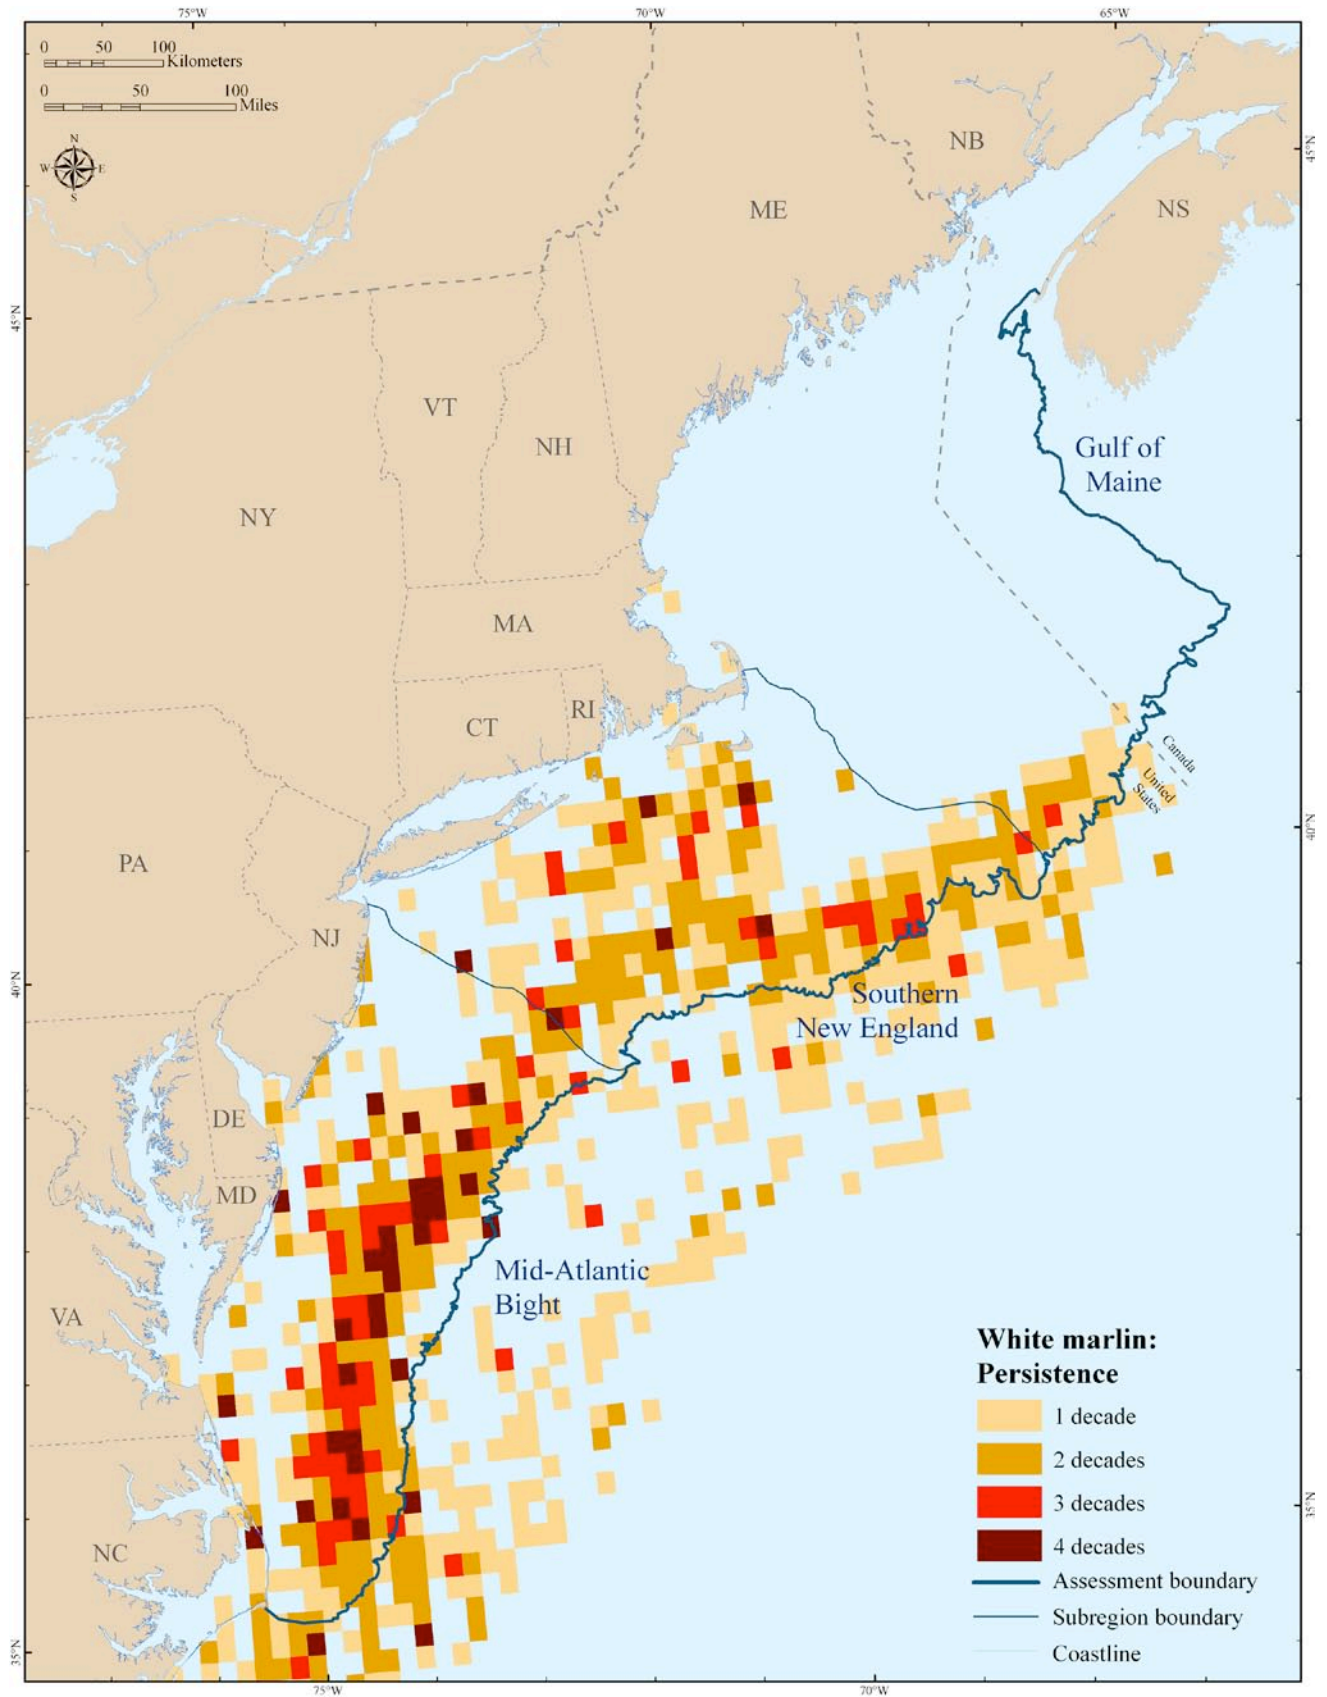 75°W
70°W
65°W
0 50 100
Kilometers
0 50 100
Miles
N
W E
S
NB
45°N
ME
NS
45°N
VT
NH
Gulf of
Maine
NY
MA
CT
RI
Canada
United
States
PA
40°N
NJ
40°N
Southern
New England
DE
MD
Mid-Atlantic
Bight
VA
White marlin:
Persistence
1 decade
2 decades
3 decades
35°N
4 decades
NC
Assessment boundary
Subregion boundary
35°N
Coastline
75°W
70°W